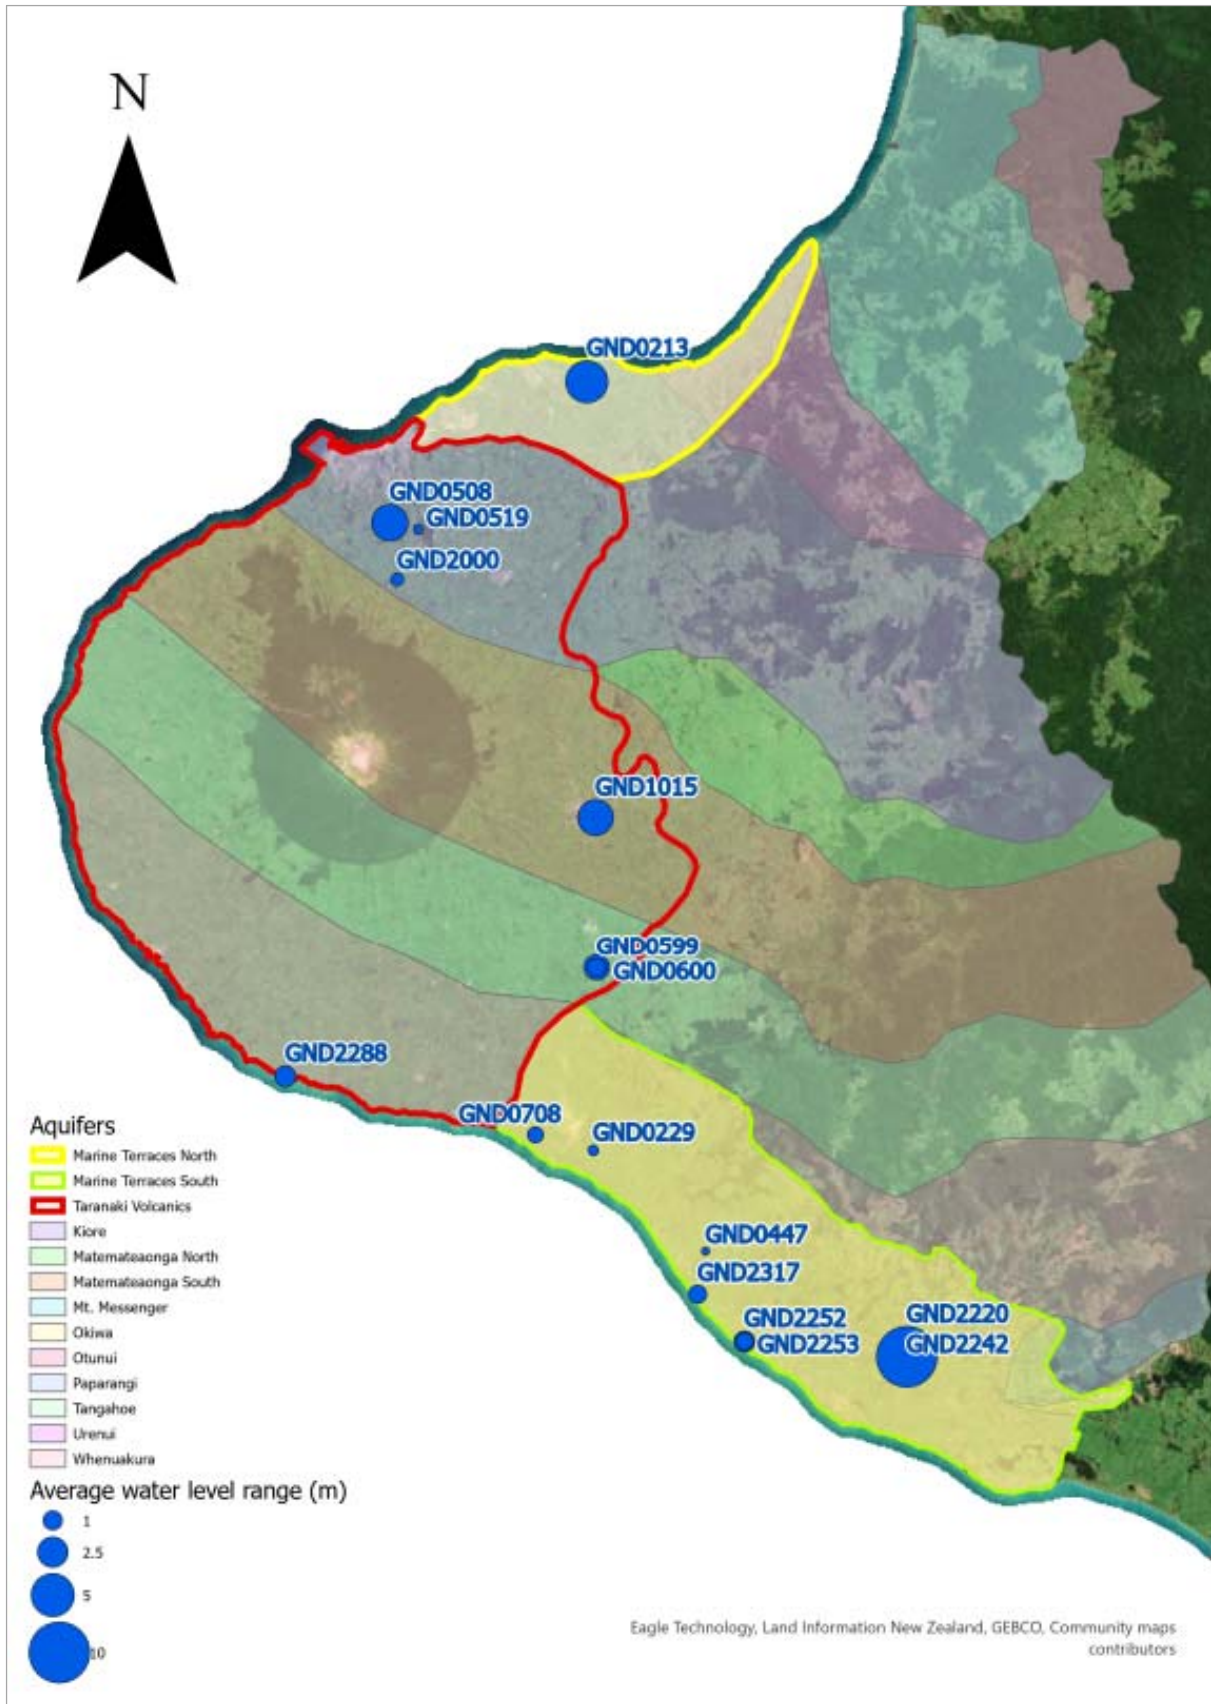 N
GND0213
GND0508
GND0519
GND2000
GND1015
GND0599
GND0600
GND2288
GND0708
GND0229
GND0447
GND2317
GND2252
GND2253
GND2220
GND2242
Aquifers
Marine Terraces North
Marine Terraces South
Taranaki Volcanics
Kiore
Matemateaonga North
Matemateaonga South
Mt. Messenger
Okiwa
Otunui
Paparangi
Tangahoe
Urenui
Whenuakura
Average water level range (m)
1
2.5
5
10
Eagle Technology, Land Information New Zealand, GEBCO, Community maps
contributors